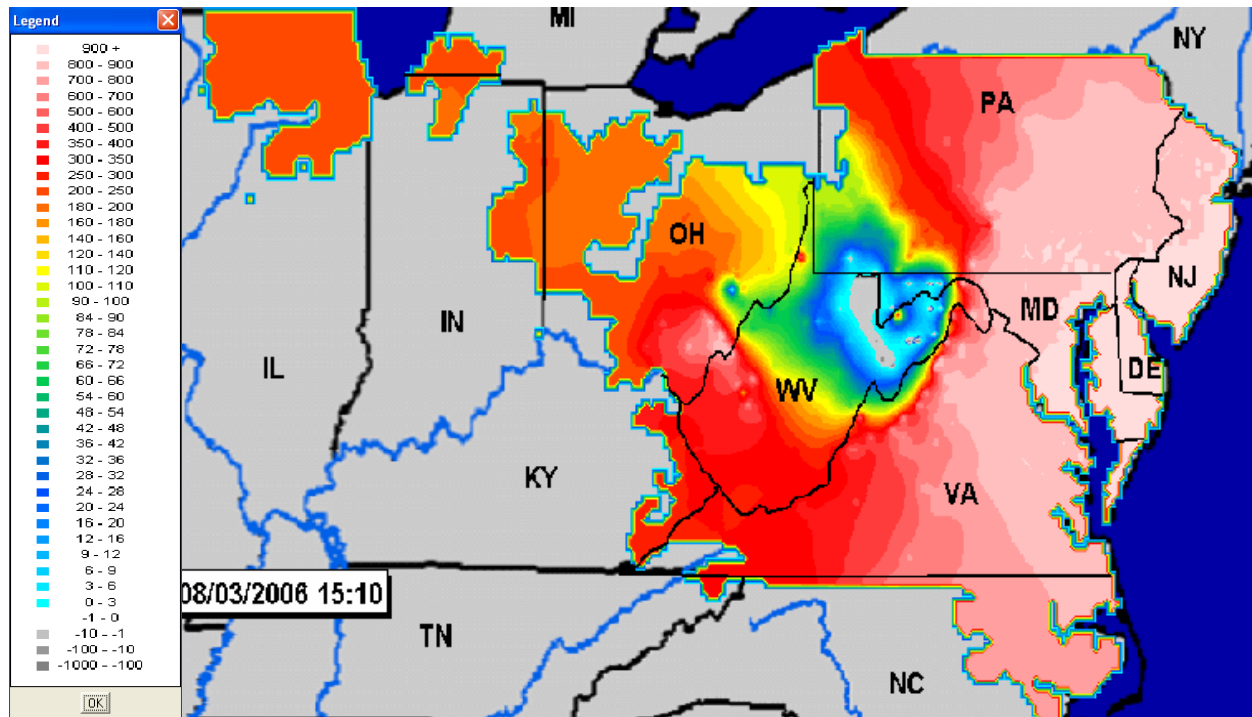 Legend
900 +
800 - 900
700 - 800
600 - 700
500 - 600
400 - 500
350 - 400
300 - 350
250 - 300
200 - 250
180 - 200
160 - 180
140 - 160
120 - 140
110 - 120
100 - 110
90 - 100
84 - 90
78 - 84
72 - 78
66 - 72
60 - 66
54 - 60
48 - 54
42 - 48
36 - 42
32 - 36
28 - 32
24 - 28
20 - 24
16 - 20
12 - 16
9 - 12
6 - 9
3 - 6
0 - 3
-1 - 0
-10 - -1
-100 - -10
-1000 - -100
OK
MI
NY
PA
OH
NJ
MD
IN
IL
DE
WV
KY
VA
08/03/2006 15:10
TN
NC